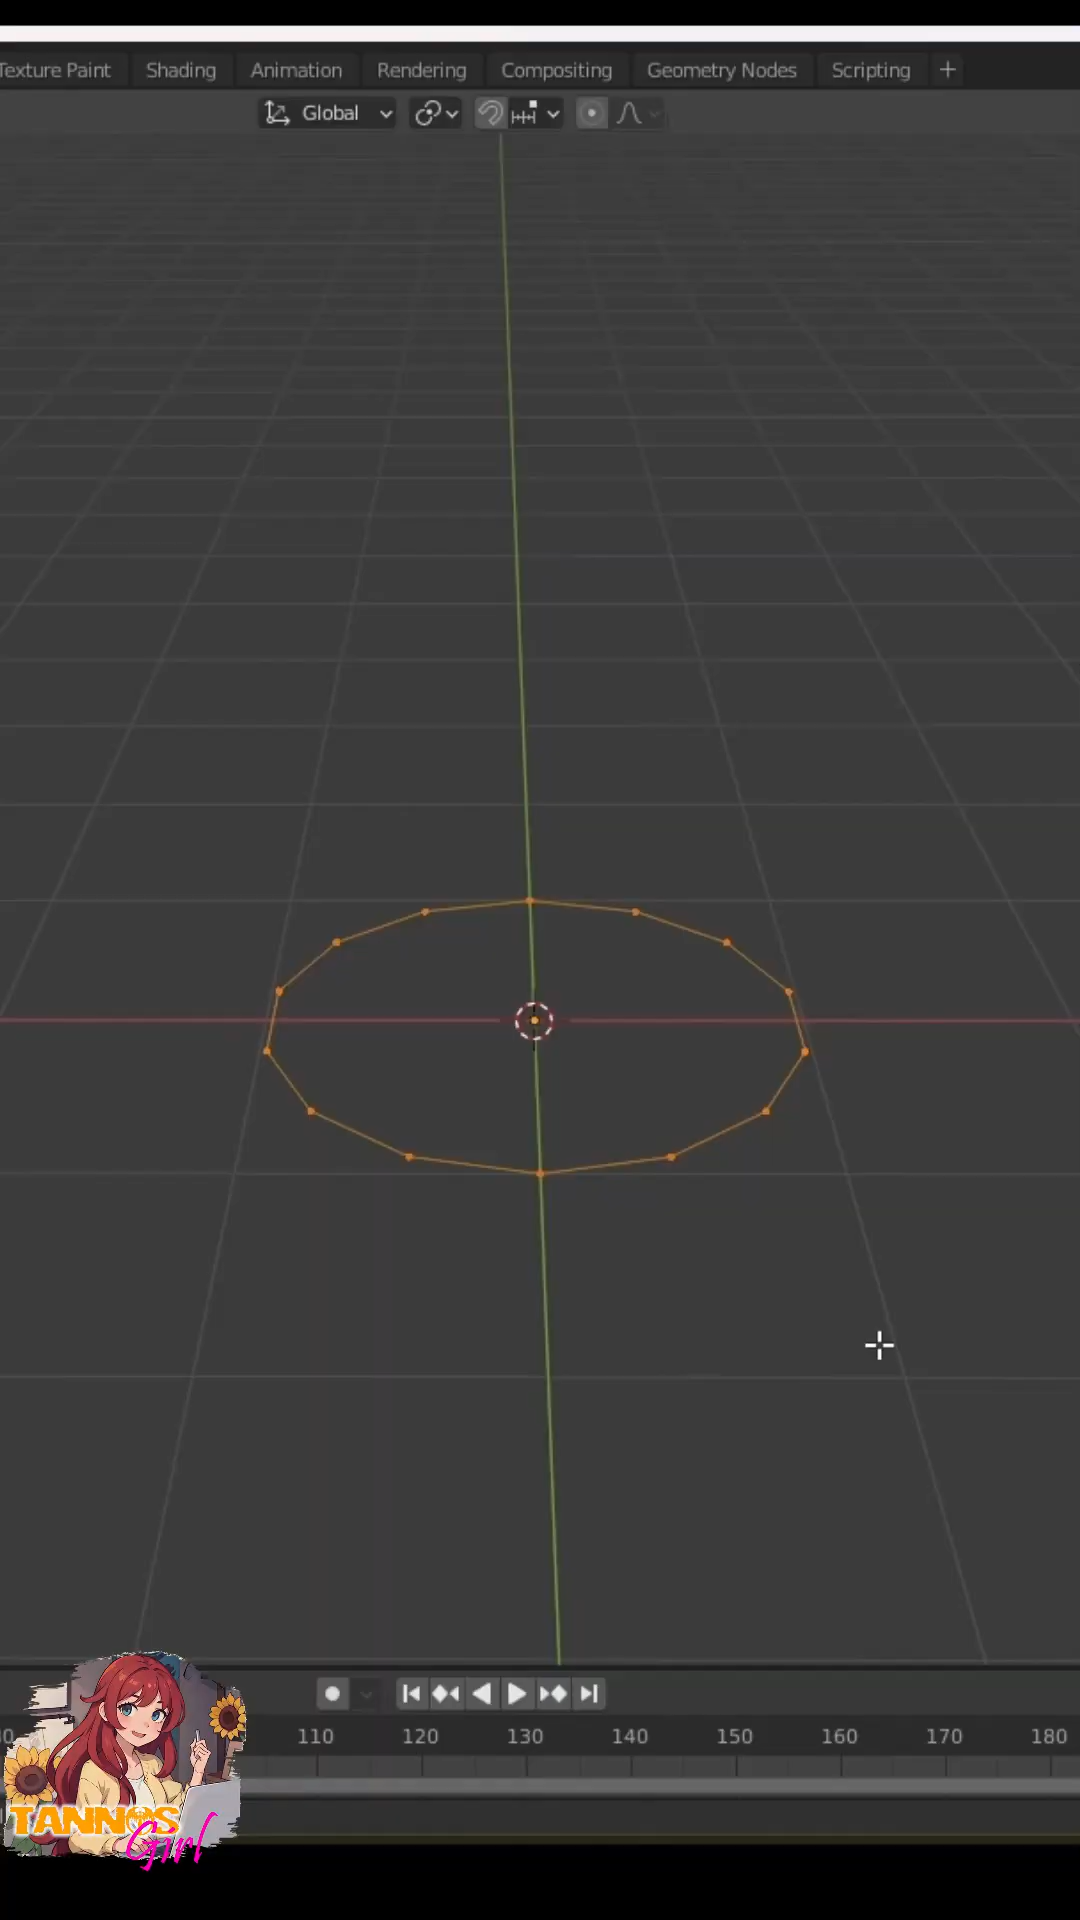 Texture Paint Shading Animation Rendering Compositing Geometry Nodes Scripting +
Global
110 120 130 140 150 160 170 180
TANNOS
Girl